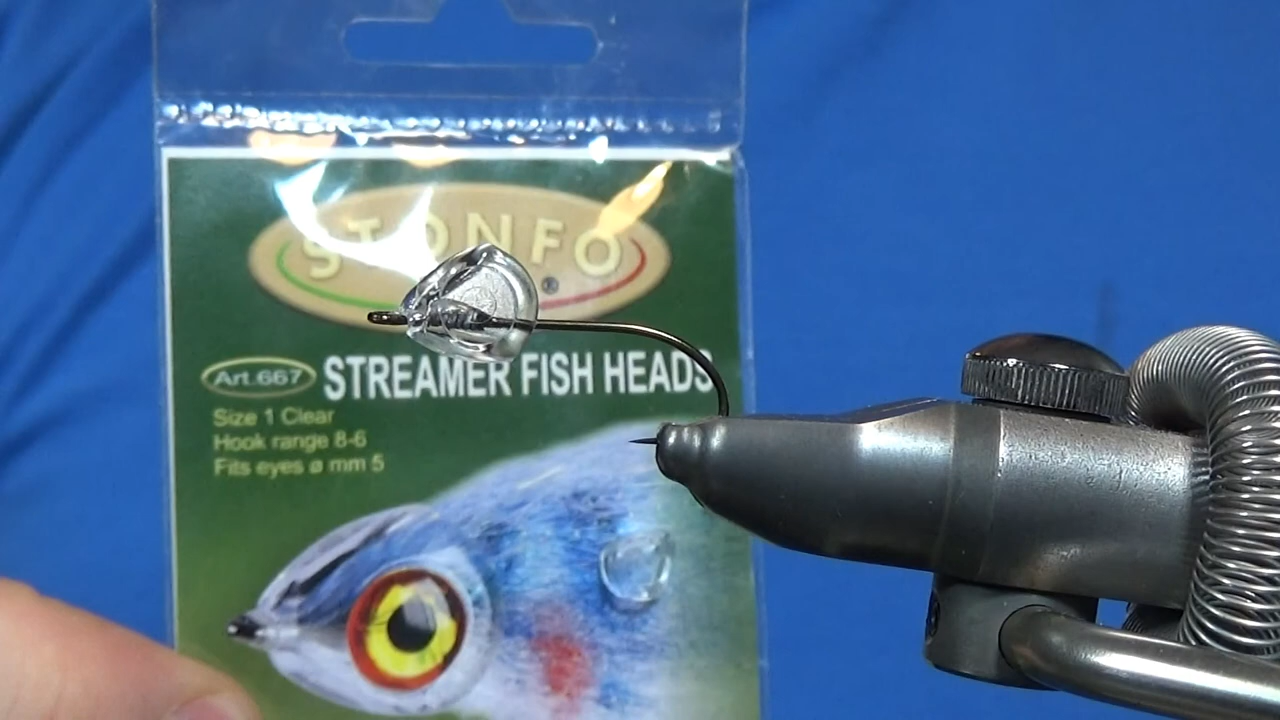 STONFO ®
Art.667 STREAMER FISH HEADS
Size 1 Clear
Hook range 8-6
Fits eyes ø mm 5